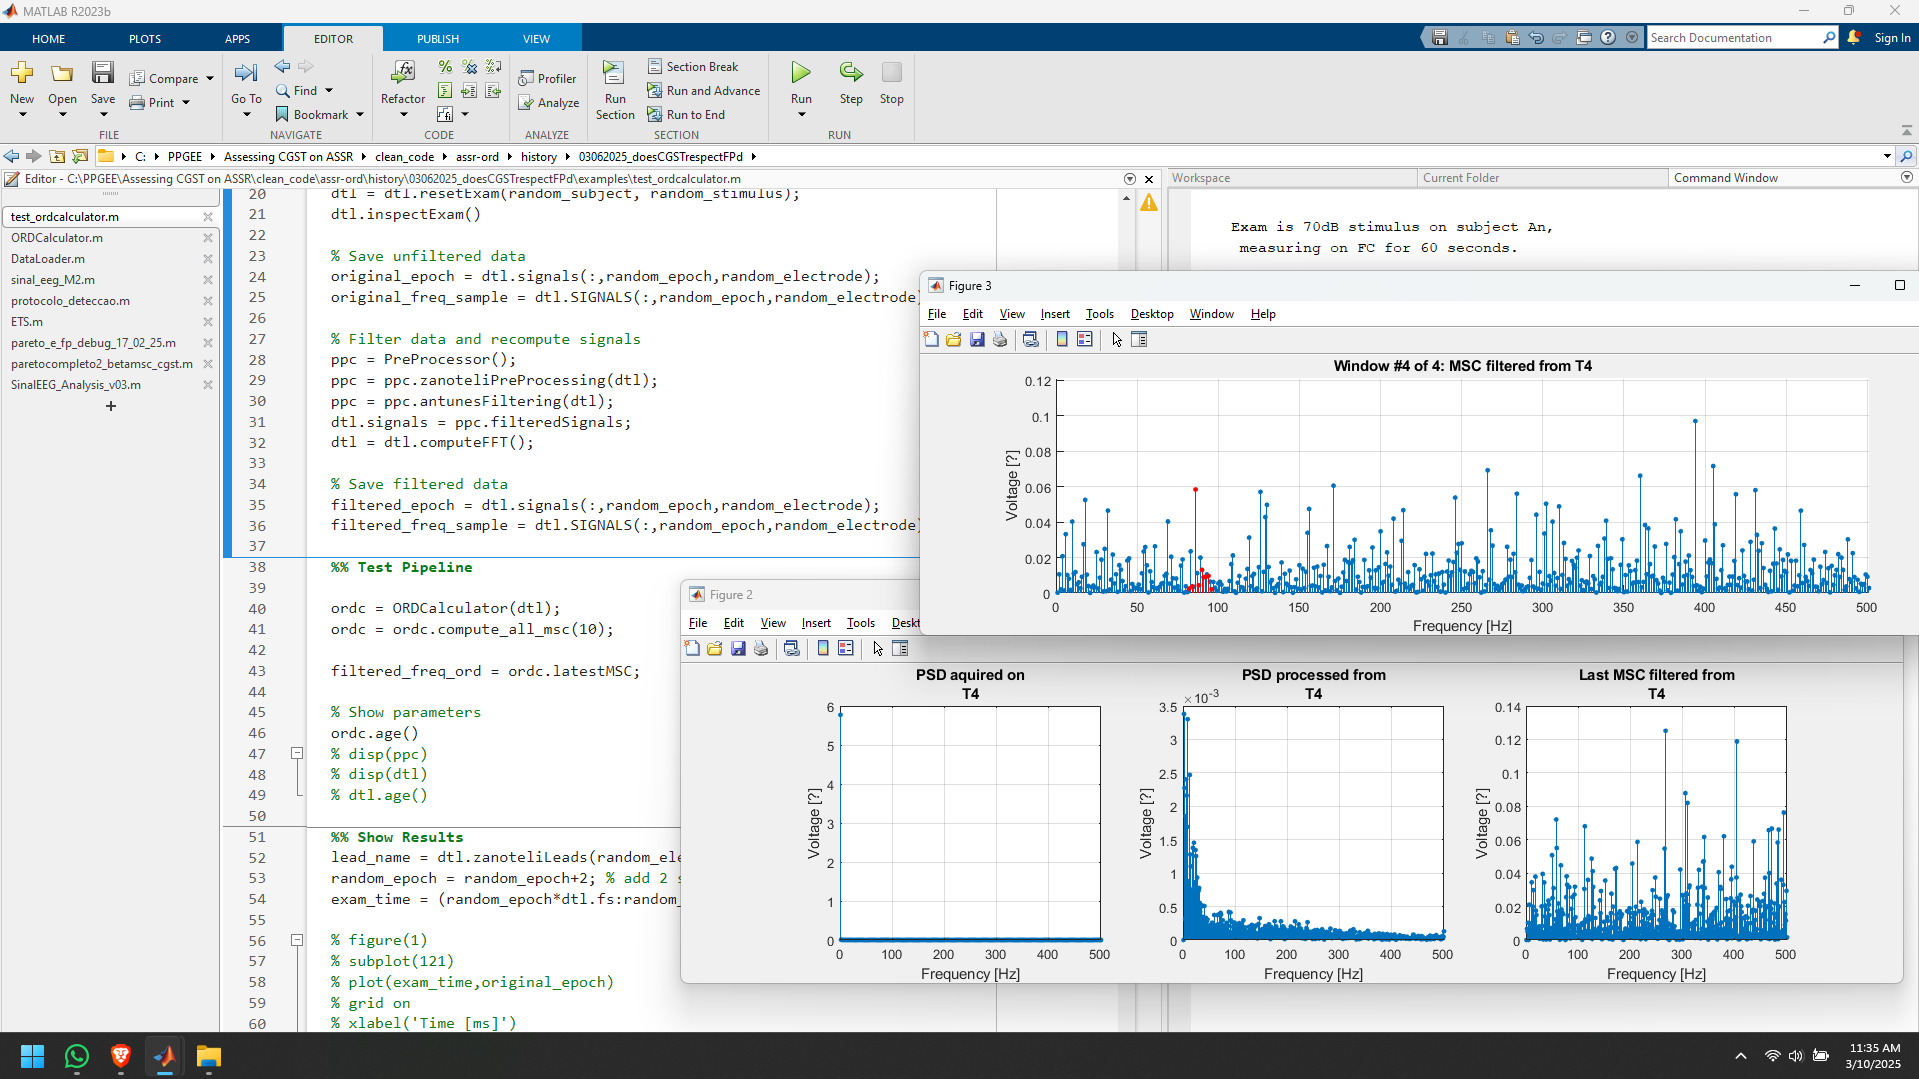 MATLAB R2023b
HOME PLOTS APPS EDITOR PUBLISH VIEW
Search Documentation Sign In
New Open Save Compare Print
FILE
Go To Find Bookmark
NAVIGATE
Refactor
CODE
Profiler Analyze
ANALYZE
Run Section Section Break Run and Advance Run to End
SECTION
Run Step Stop
RUN
C: PPGEE Assessing CGST on ASSR clean_code assr-ord history 03062025_doesCGSTrespectFPd
Editor - C:\PPGEE\Assessing CGST on ASSR\clean_code\assr-ord\history\03062025_doesCGSTrespectFPd\examples\test_ordcalculator.m
test_ordcalculator.m
ORDCalculator.m
DataLoader.m
sinal_eeg_M2.m
protocolo_deteccao.m
ETS.m
pareto_e_fp_debug_17_02_25.m
paretocompleto2_betamsc_cgst.m
SinalEEG_Analysis_v03.m
20 dtl = dtl.resetExam(random_subject, random_stimulus);
21 dtl.inspectExam()
22
23 % Save unfiltered data
24 original_epoch = dtl.signals(:,random_epoch,random_electrode);
25 original_freq_sample = dtl.SIGNALS(:,random_epoch,random_electrode)
26
27 % Filter data and recompute signals
28 ppc = PreProcessor();
29 ppc = ppc.zanoteliPreProcessing(dtl);
30 ppc = ppc.antunesFiltering(dtl);
31 dtl.signals = ppc.filteredSignals;
32 dtl = dtl.computeFFT();
33
34 % Save filtered data
35 filtered_epoch = dtl.signals(:,random_epoch,random_electrode);
36 filtered_freq_sample = dtl.SIGNALS(:,random_epoch,random_electrode)
37
38 %% Test Pipeline
39
40 ordc = ORDCalculator(dtl);
41 ordc = ordc.compute_all_msc(10);
42
43 filtered_freq_ord = ordc.latestMSC;
44
45 % Show parameters
46 ordc.age()
47 % disp(ppc)
48 % disp(dtl)
49 % dtl.age()
50
51 %% Show Results
52 lead_name = dtl.zanoteliLeads(random_ele
53 random_epoch = random_epoch+2; % add 2 s
54 exam_time = (random_epoch*dtl.fs:random_
55
56 % figure(1)
57 % subplot(121)
58 % plot(exam_time,original_epoch)
59 % grid on
60 % xlabel('Time [ms]')
Workspace Current Folder Command Window
Exam is 70dB stimulus on subject An,
measuring on FC for 60 seconds.
Figure 3
File Edit View Insert Tools Desktop Window Help
Window #4 of 4: MSC filtered from T4
Voltage [?]
0.12
0.1
0.08
0.06
0.04
0.02
0
0 50 100 150 200 250 300 350 400 450 500
Frequency [Hz]
Figure 2
File Edit View Insert Tools Deskt
PSD aquired on
T4
Voltage [?]
6
5
4
3
2
1
0
0 100 200 300 400 500
Frequency [Hz]
PSD processed from
T4
×10-3
Voltage [?]
3.5
3
2.5
2
1.5
1
0.5
0
0 100 200 300 400 500
Frequency [Hz]
Last MSC filtered from
T4
Voltage [?]
0.14
0.12
0.1
0.08
0.06
0.04
0.02
0
0 100 200 300 400 500
Frequency [Hz]
11:35 AM
3/10/2025